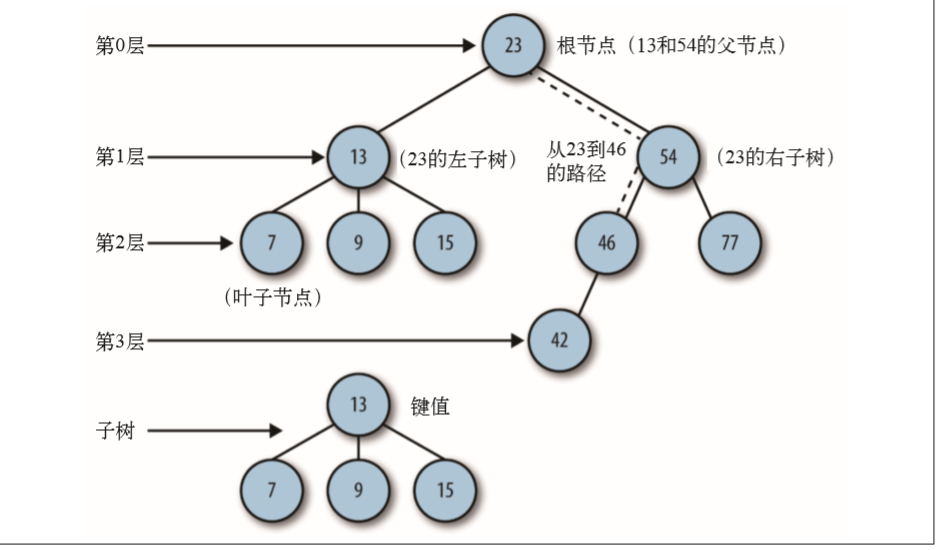 第0层
23
根节点（13和54的父节点）
第1层
13
（23的左子树）
从23到46
的路径
54
（23的右子树）
第2层
7
9
15
46
77
（叶子节点）
第3层
42
13
键值
子树
7
9
15